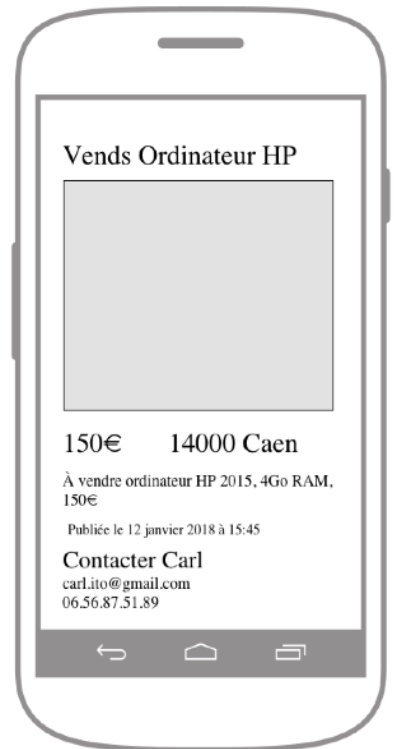 Vends Ordinateur HP
150€ 14000 Caen
À vendre ordinateur HP 2015, 4Go RAM,
150€
Publiée le 12 janvier 2018 à 15:45
Contacter Carl
carl.ito@gmail.com
06.56.87.51.89